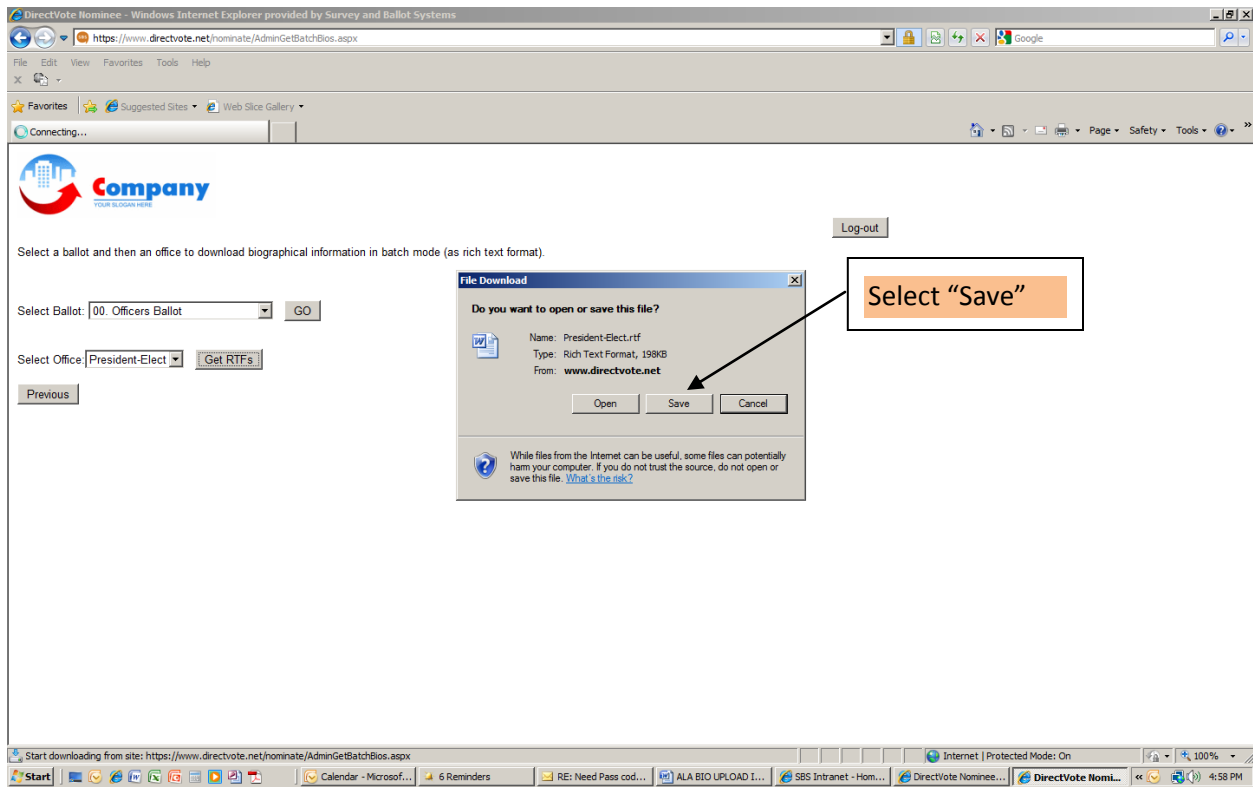 DirectVote Nominee - Windows Internet Explorer provided by Survey and Ballot Systems
https://www.directvote.net/nominate/AdminGetBatchBios.aspx
Google
File Edit View Favorites Tools Help
x
Favorites Suggested Sites Web Slice Gallery
Connecting...
Page Safety Tools »
Company
YOUR SLOGAN HERE
Log-out
Select a ballot and then an office to download biographical information in batch mode (as rich text format).
Select Ballot: 00. Officers Ballot GO
Select Office: President-Elect Get RTFs
Previous
File Download
Do you want to open or save this file?
Name: President-Elect.rtf
Type: Rich Text Format, 198KB
From: www.directvote.net
Open Save Cancel
While files from the Internet can be useful, some files can potentially
harm your computer. If you do not trust the source, do not open or
save this file. What's the risk?
Select “Save”
Start downloading from site: https://www.directvote.net/nominate/AdminGetBatchBios.aspx
Internet | Protected Mode: On
100%
Start
Calendar - Microsof...
6 Reminders
RE: Need Pass cod...
ALA BIO UPLOAD I...
SBS Intranet - Hom...
DirectVote Nominee...
DirectVote Nomi...
«
4:58 PM